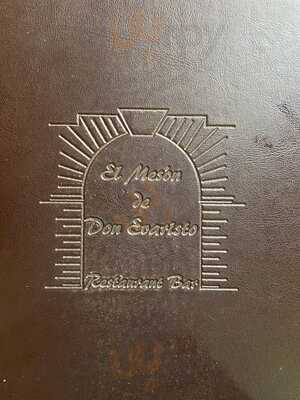 El Mesón
de
Don Evaristo
Restaurant Bar